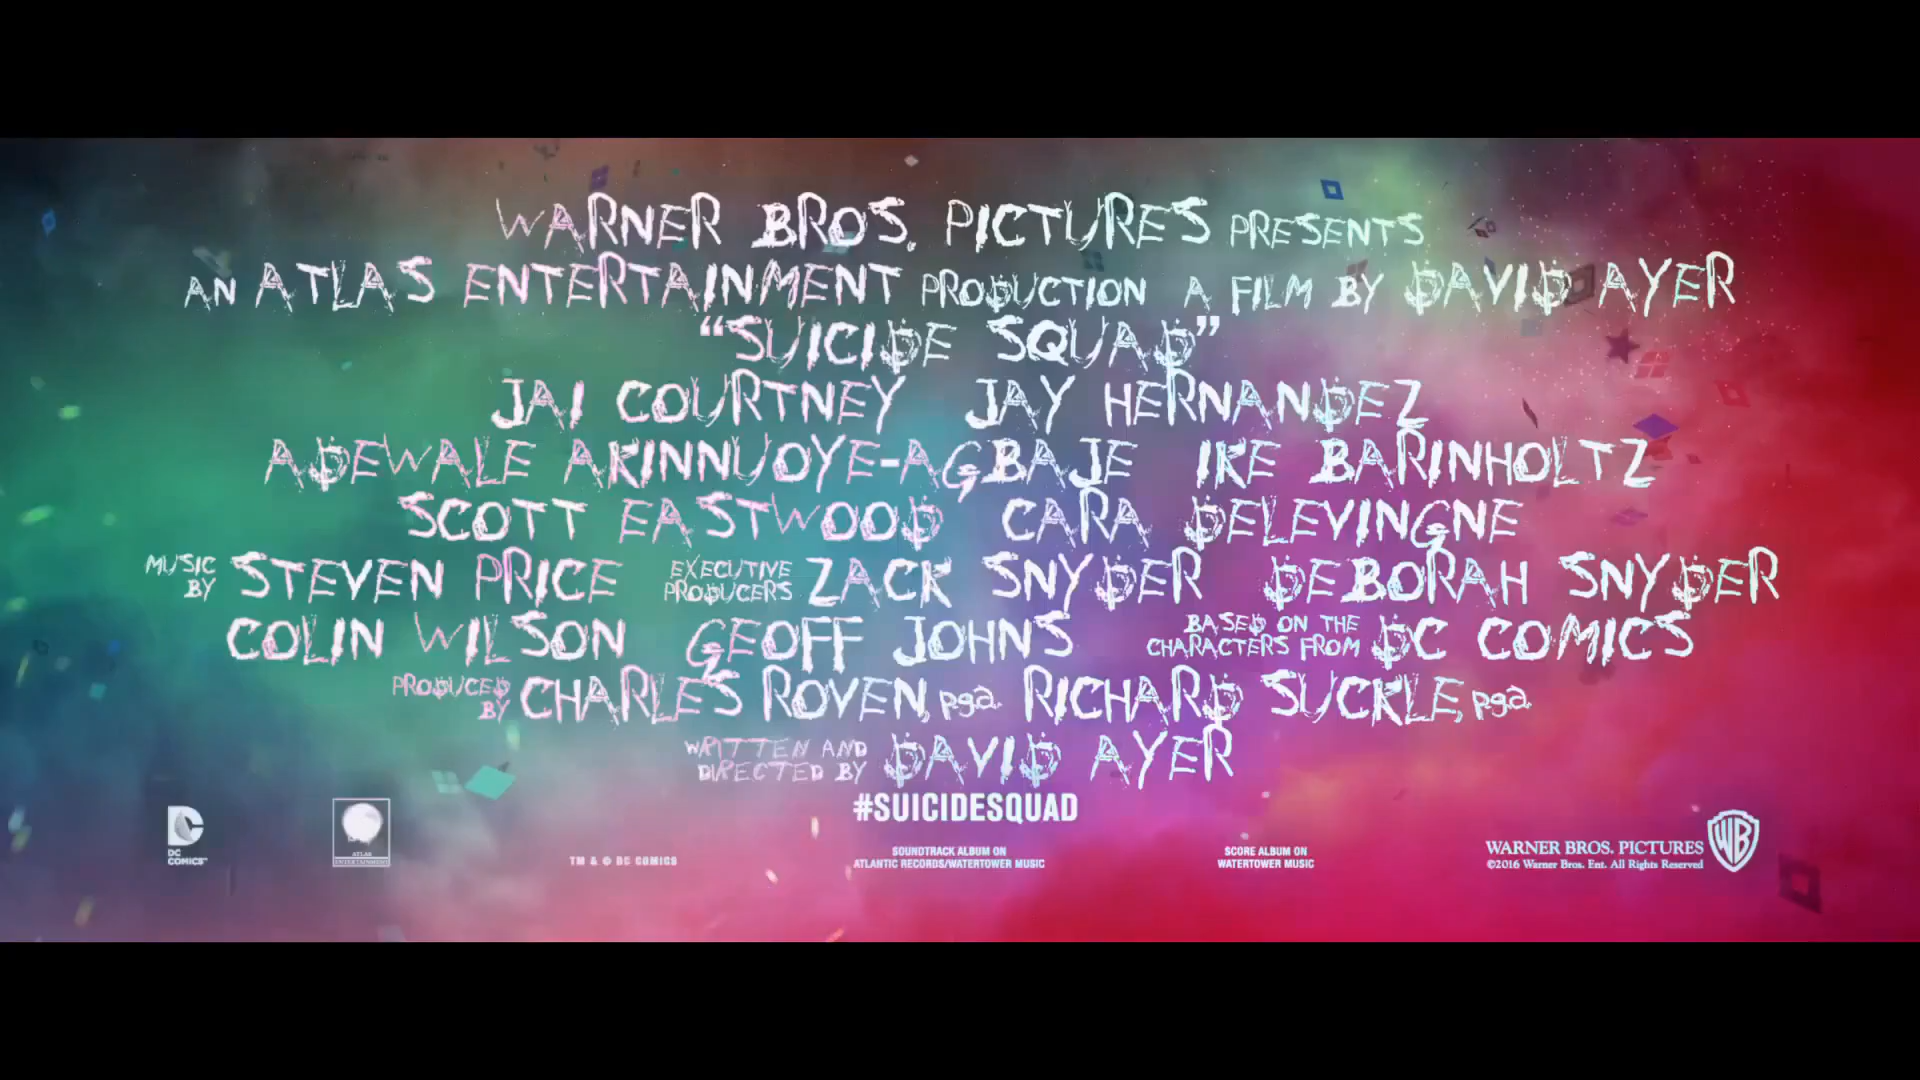 WARNER BROS. PICTURES PRESENTS
AN ATLAS ENTERTAINMENT PRODUCTION A FILM BY DAVID AYER
“SUICIDE SQUAD”
JAI COURTNEY JAY HERNANDEZ
ADEWALE AKINNUOYE-AGBAJE IKE BARINHOLTZ
SCOTT EASTWOOD CARA DELEVINGNE
MUSIC BY STEVEN PRICE EXECUTIVE PRODUCERS ZACK SNYDER DEBORAH SNYDER
COLIN WILSON GEOFF JOHNS BASED ON THE CHARACTERS FROM DC COMICS
PRODUCED BY CHARLES ROVEN, p.g.a. RICHARD SUCKLE, p.g.a.
WRITTEN AND DIRECTED BY DAVID AYER
#SUICIDESQUAD
DC COMICS™
ATLAS ENTERTAINMENT
TM & © DC COMICS
SOUNDTRACK ALBUM ON
ATLANTIC RECORDS/WATERTOWER MUSIC
SCORE ALBUM ON
WATERTOWER MUSIC
WARNER BROS. PICTURES
©2016 Warner Bros. Ent. All Rights Reserved
WB